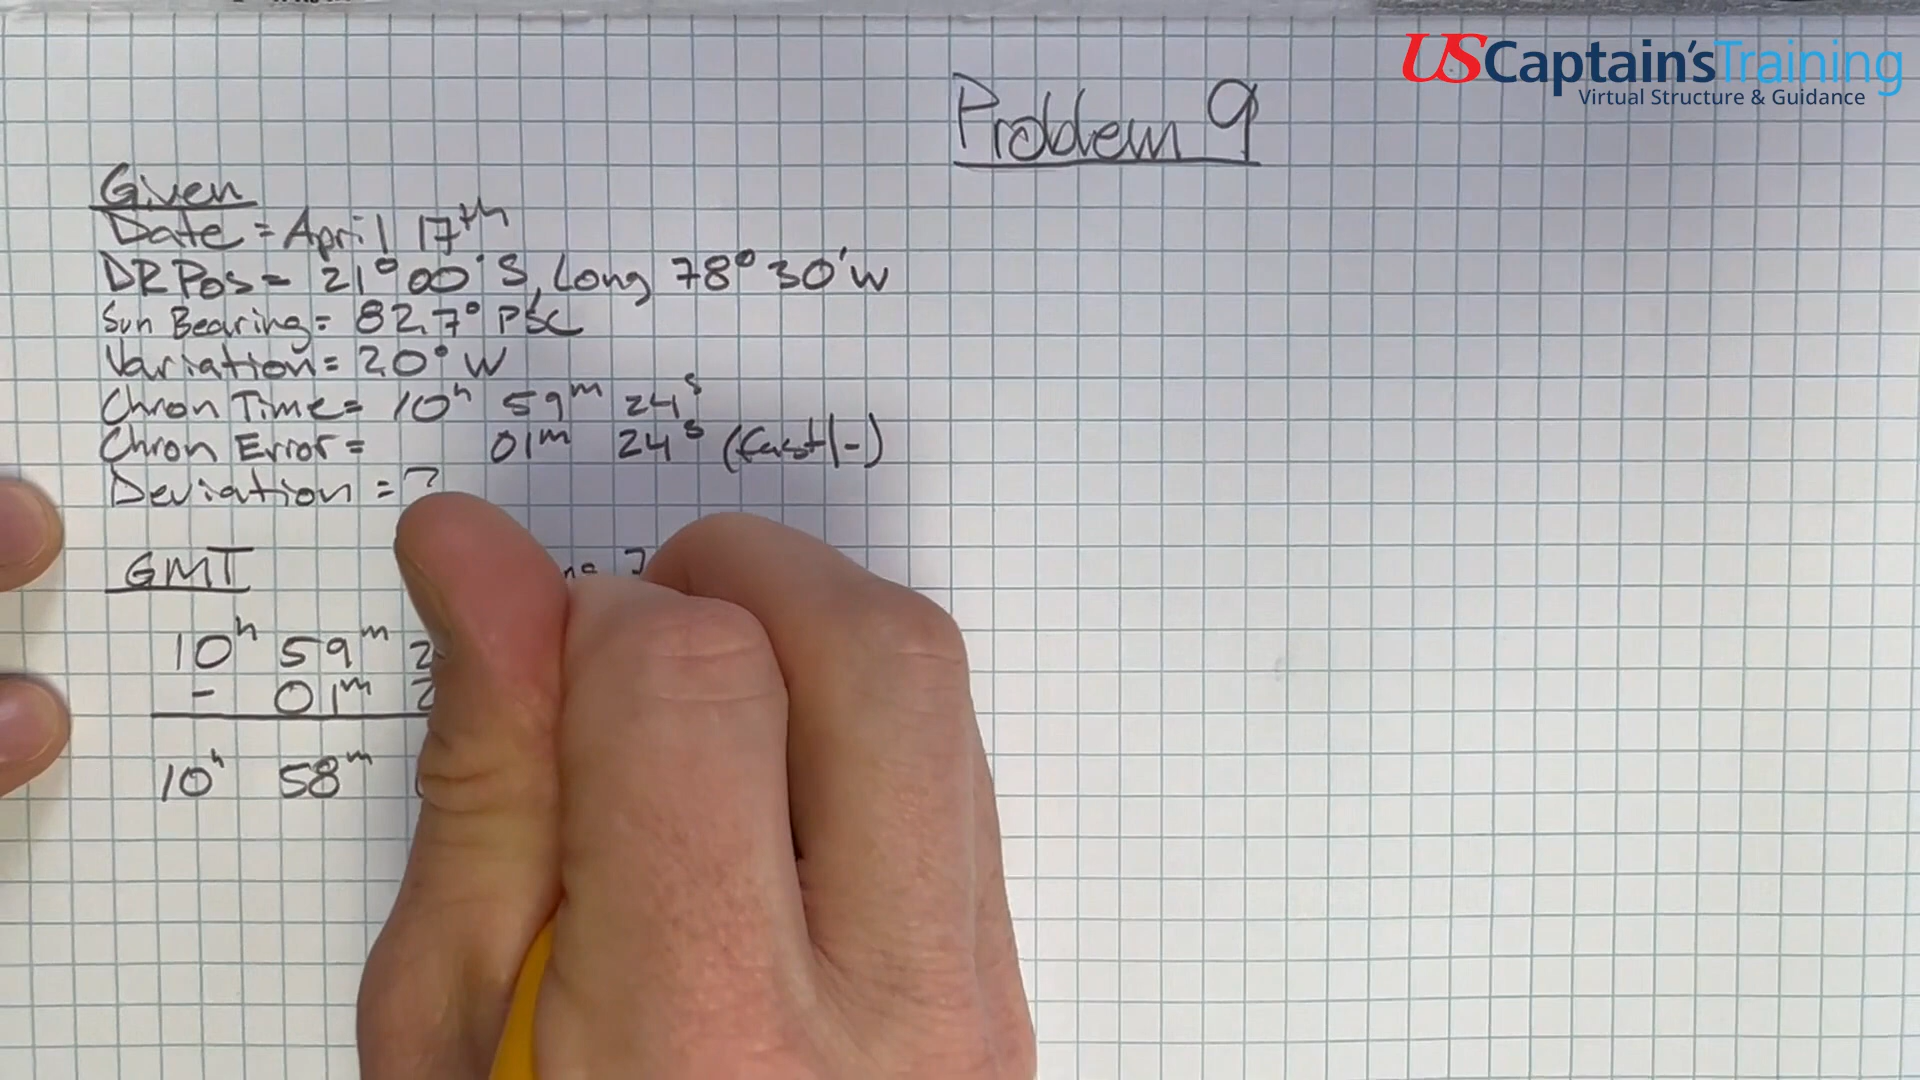 USCaptain'sTraining
Virtual Structure & Guidance
Problem 9
Given
Date = April 17th
DR Pos = 21° 00' S, Long 78° 30' W
Sun Bearing = 82.7° PSC
Variation = 20° W
Chron Time = 10h 59m 24s
Chron Error = 01m 24s (fast/-)
Deviation = ?
GMT
10h 59m 2
- 01m 2
10h 58m